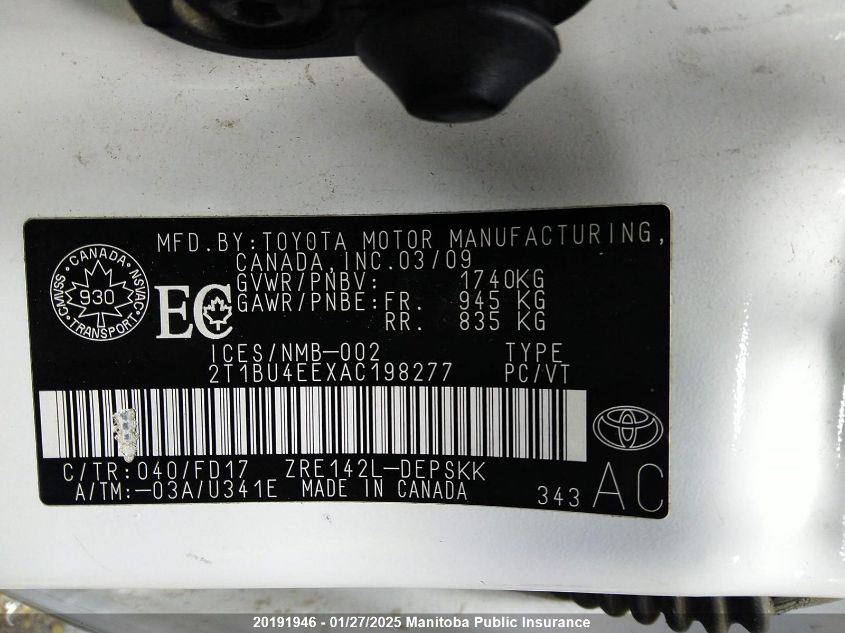 MFD.BY:TOYOTA MOTOR MANUFACTURING,
CANADA,INC.03/09
GVWR/PNBV: 1740KG
GAWR/PNBE:FR. 945 KG
RR. 835 KG
CANADA
CMVSS 930 NSVAC
TRANSPORT
EC
ICES/NMB-002 TYPE
2T1BU4EEXAC198277 PC/VT
C/TR:040/FD17 ZRE142L-DEPSKK
A/TM:-03A/U341E MADE IN CANADA 343 AC
20191946 - 01/27/2025 Manitoba Public Insurance